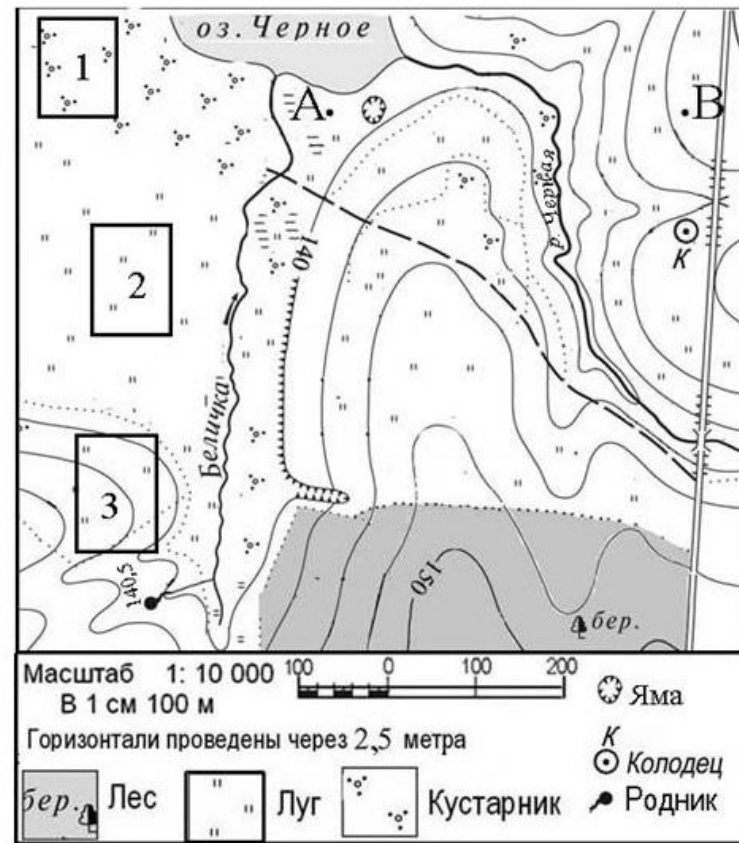 оз. Черное
1
А
В
р. Черная
140
К
2
Беличка
3
140,5
150
бер.
Масштаб 1: 10 000
В 1 см 100 м
100 0 100 200
Горизонтали проведены через 2,5 метра
Яма
К
Колодец
Родник
бер. Лес
Луг
Кустарник